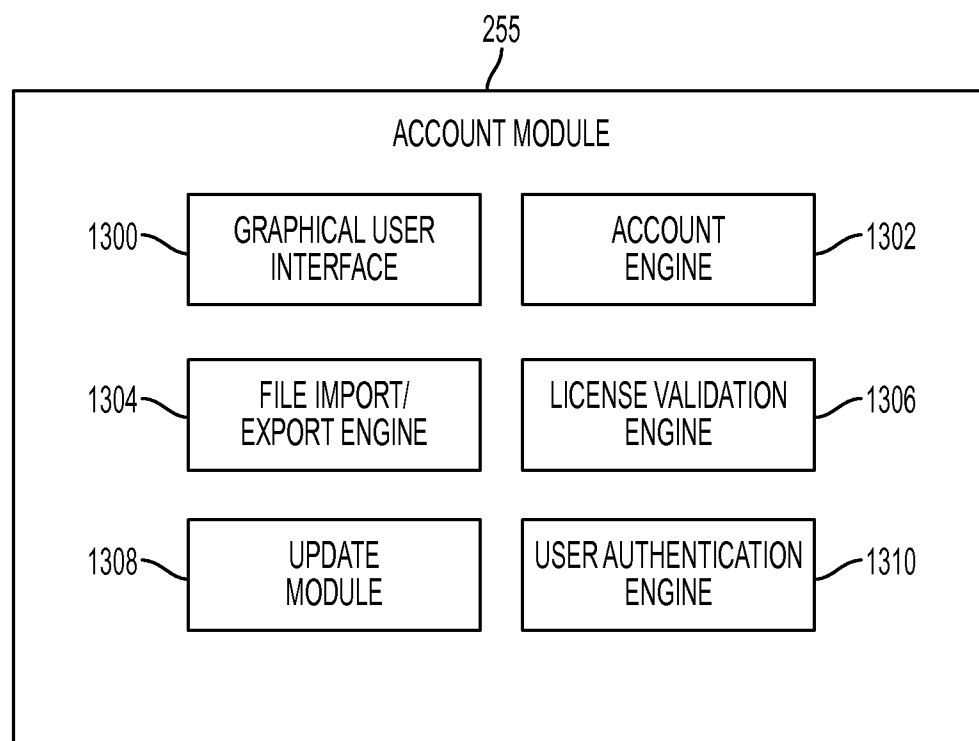 255
ACCOUNT MODULE
1300
GRAPHICAL USER
INTERFACE
ACCOUNT
ENGINE
1302
1304
FILE IMPORT/
EXPORT ENGINE
LICENSE VALIDATION
ENGINE
1306
1308
UPDATE
MODULE
USER AUTHENTICATION
ENGINE
1310